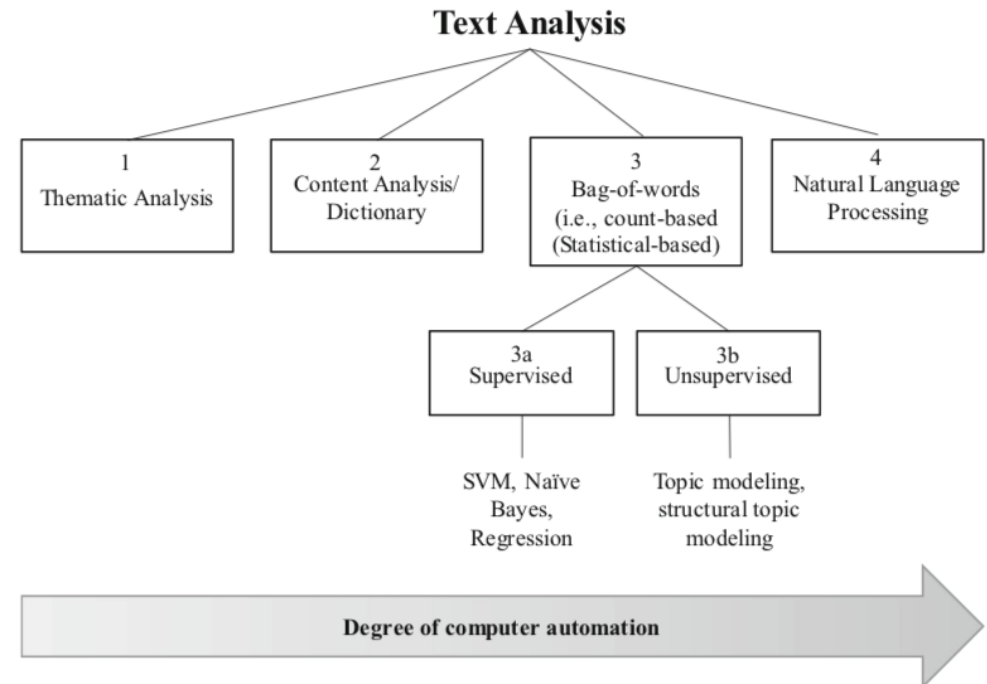 Text Analysis
1
Thematic Analysis
2
Content Analysis/
Dictionary
3
Bag-of-words
(i.e., count-based
(Statistical-based)
4
Natural Language
Processing
3a
Supervised
3b
Unsupervised
SVM, Naïve
Bayes,
Regression
Topic modeling,
structural topic
modeling
Degree of computer automation